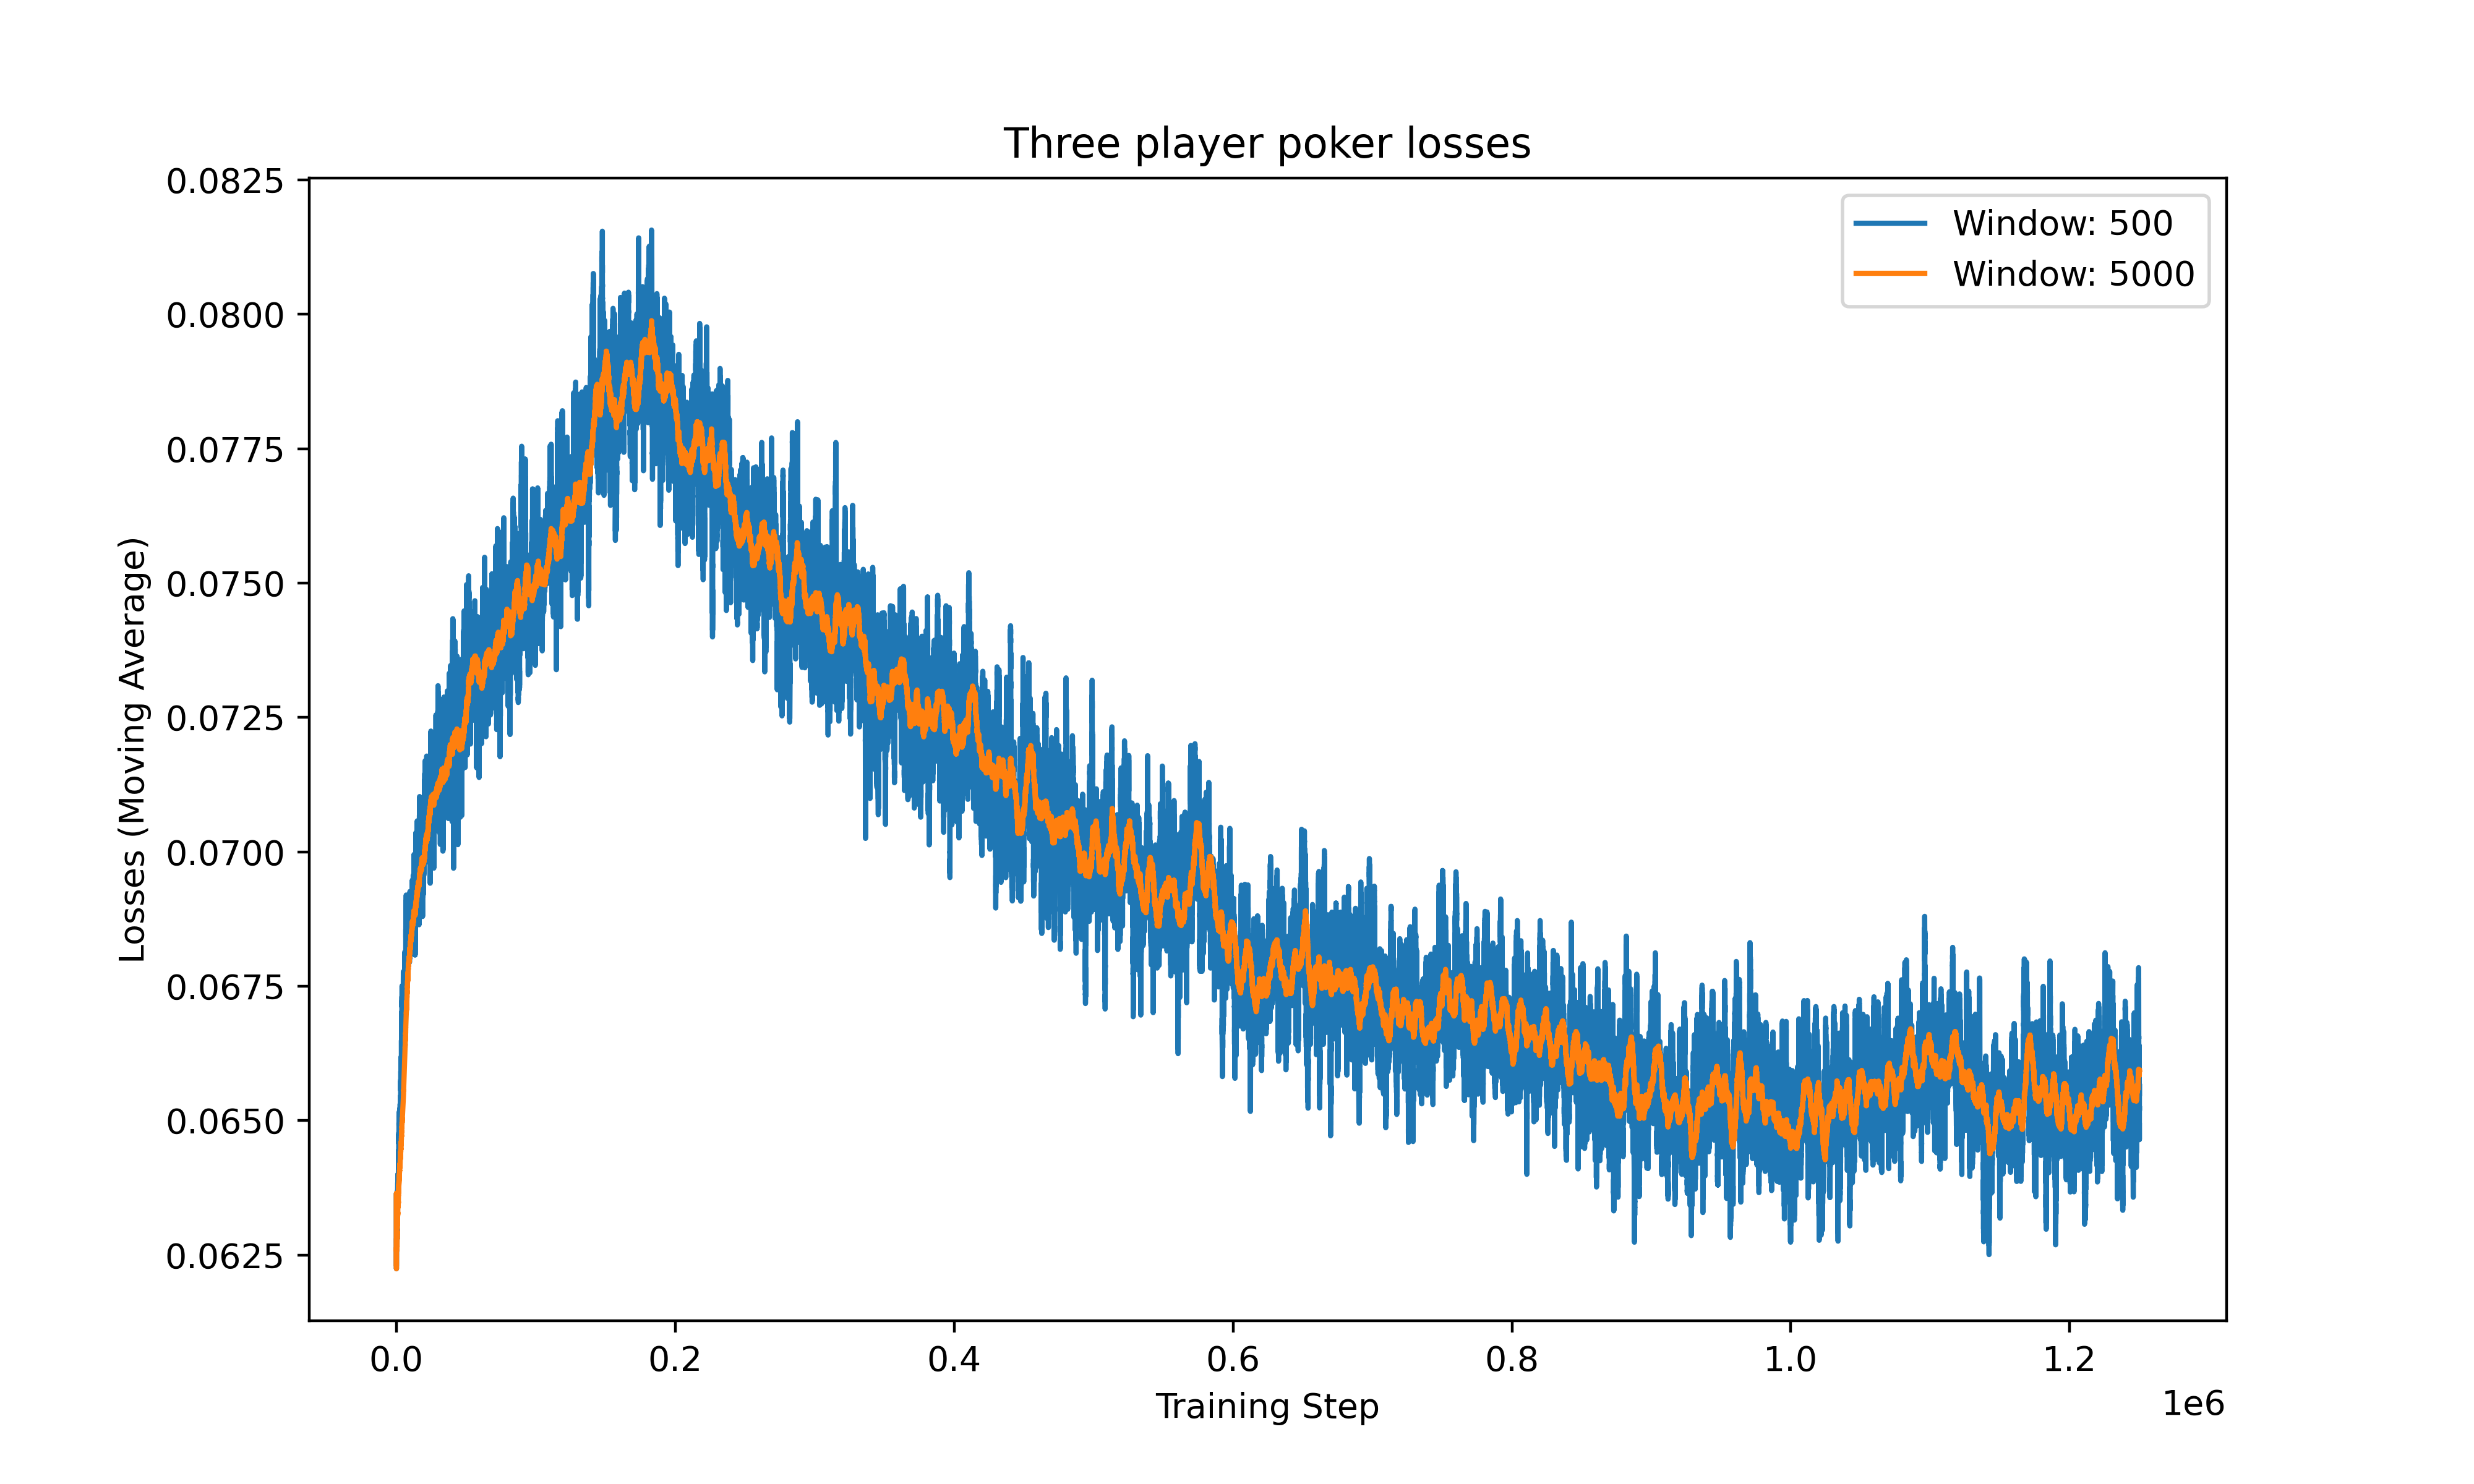 Three player poker losses
0.0825
0.0800
0.0775
0.0750
0.0725
0.0700
0.0675
0.0650
0.0625
Losses (Moving Average)
Window: 500
Window: 5000
0.0 0.2 0.4 0.6 0.8 1.0 1.2
1e6
Training Step